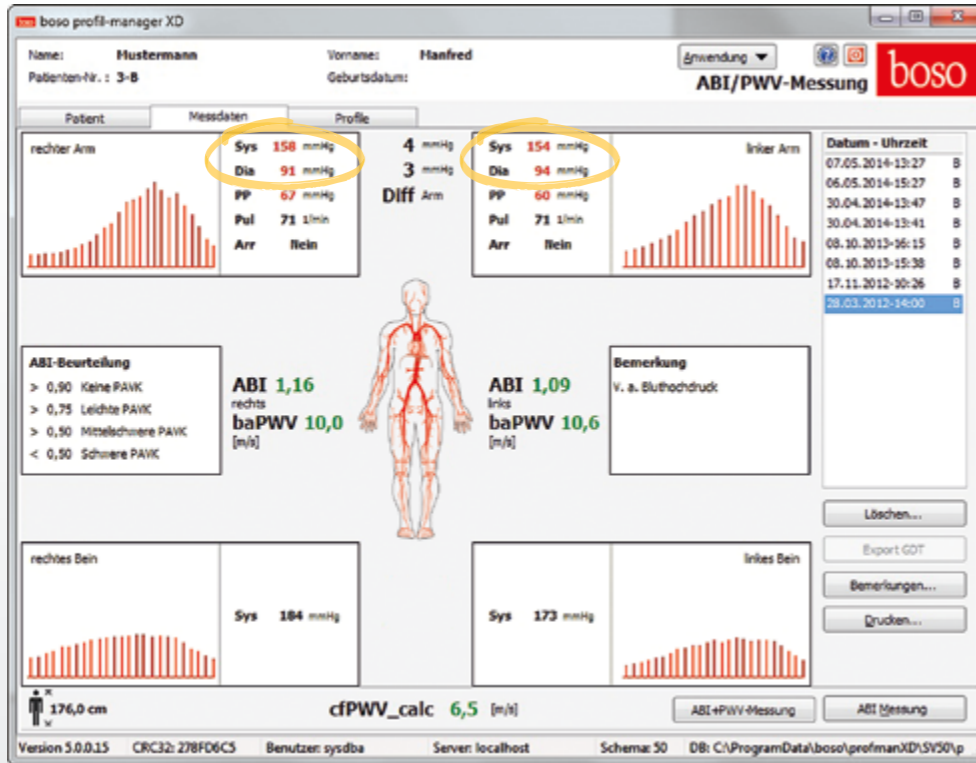 boso boso profil-manager XD
Name: Mustermann Vorname: Manfred Anwendung
Patienten-Nr. : 3-B Geburtsdatum:
ABI/PWV-Messung
boso
Patient Messdaten Profile
rechter Arm
Sys 158 mmHg
Dia 91 mmHg
PP 67 mmHg
Pul 71 1/min
Arr Nein
4 mmHg
3 mmHg
Diff Arm
Sys 154 mmHg
Dia 94 mmHg
PP 60 mmHg
Pul 71 1/min
Arr Nein
linker Arm
Datum - Uhrzeit
07.05.2014-13:27 B
06.05.2014-15:27 B
30.04.2014-13:47 B
30.04.2014-13:41 B
08.10.2013-16:15 B
08.10.2013-15:38 B
17.11.2012-10:26 B
28.03.2012-14:00 B
ABI-Beurteilung
> 0,90 Keine PAVK
> 0,75 Leichte PAVK
> 0,50 Mittelschwere PAVK
< 0,50 Schwere PAVK
ABI 1,16
rechts
baPWV 10,0
[m/s]
ABI 1,09
links
baPWV 10,6
[m/s]
Bemerkung
V. a. Bluthochdruck
Löschen...
Export GDT
Bemerkungen...
Drucken...
rechtes Bein
Sys 184 mmHg
Sys 173 mmHg
linkes Bein
176,0 cm
cfPWV_calc 6,5 [m/s]
ABI+PWV-Messung
ABI Messung
Version 5.0.0.15 CRC32: 278FD6C5 Benutzer: sysdba Server: localhost Schema: 50 DB: C:\ProgramData\boso\profmanXD\SV50\p